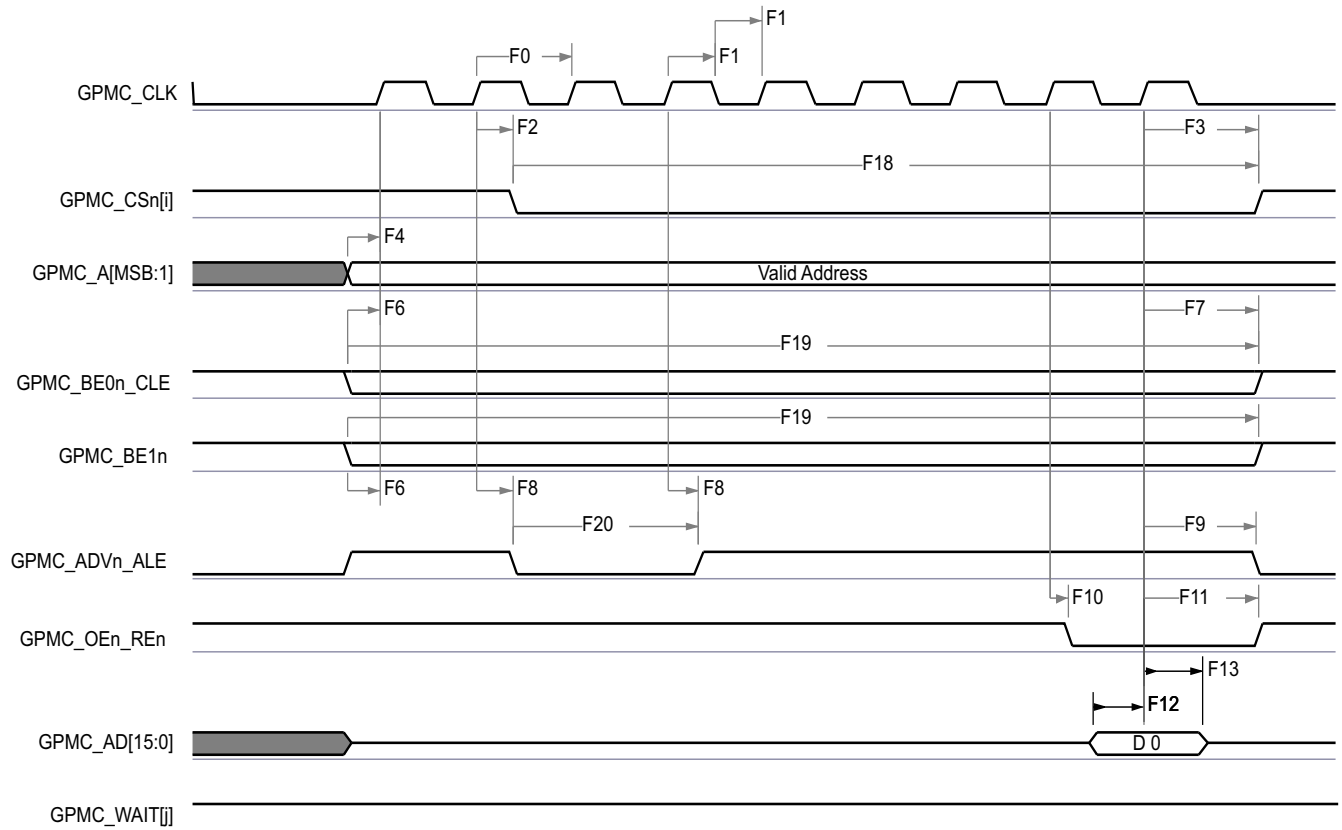 F1
F0 F1
GPMC_CLK
F2 F3
F18
GPMC_CSn[i]
F4
GPMC_A[MSB:1] Valid Address
F6 F7
F19
GPMC_BE0n_CLE
F19
GPMC_BE1n
F6 F8 F8
F20 F9
GPMC_ADVn_ALE
F10 F11
GPMC_OEn_REn
F13
F12
GPMC_AD[15:0] D 0
GPMC_WAIT[j]